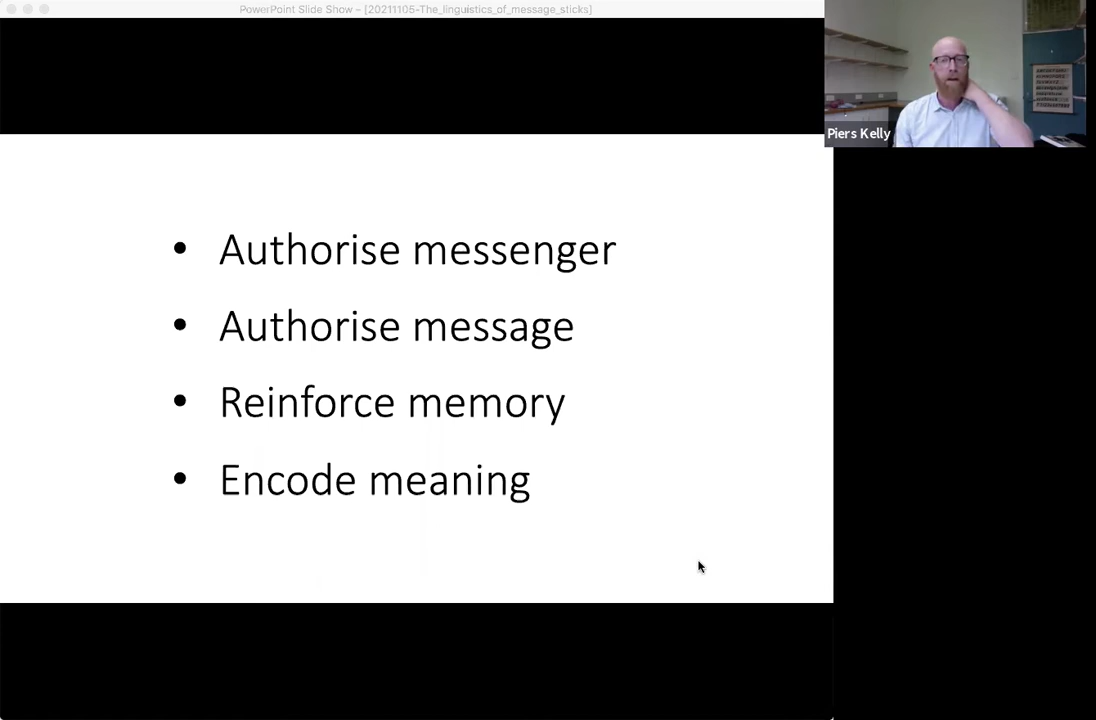 PowerPoint Slide Show – [20211105-The_linguistics_of_message_sticks]
Piers Kelly
• Authorise messenger
• Authorise message
• Reinforce memory
• Encode meaning